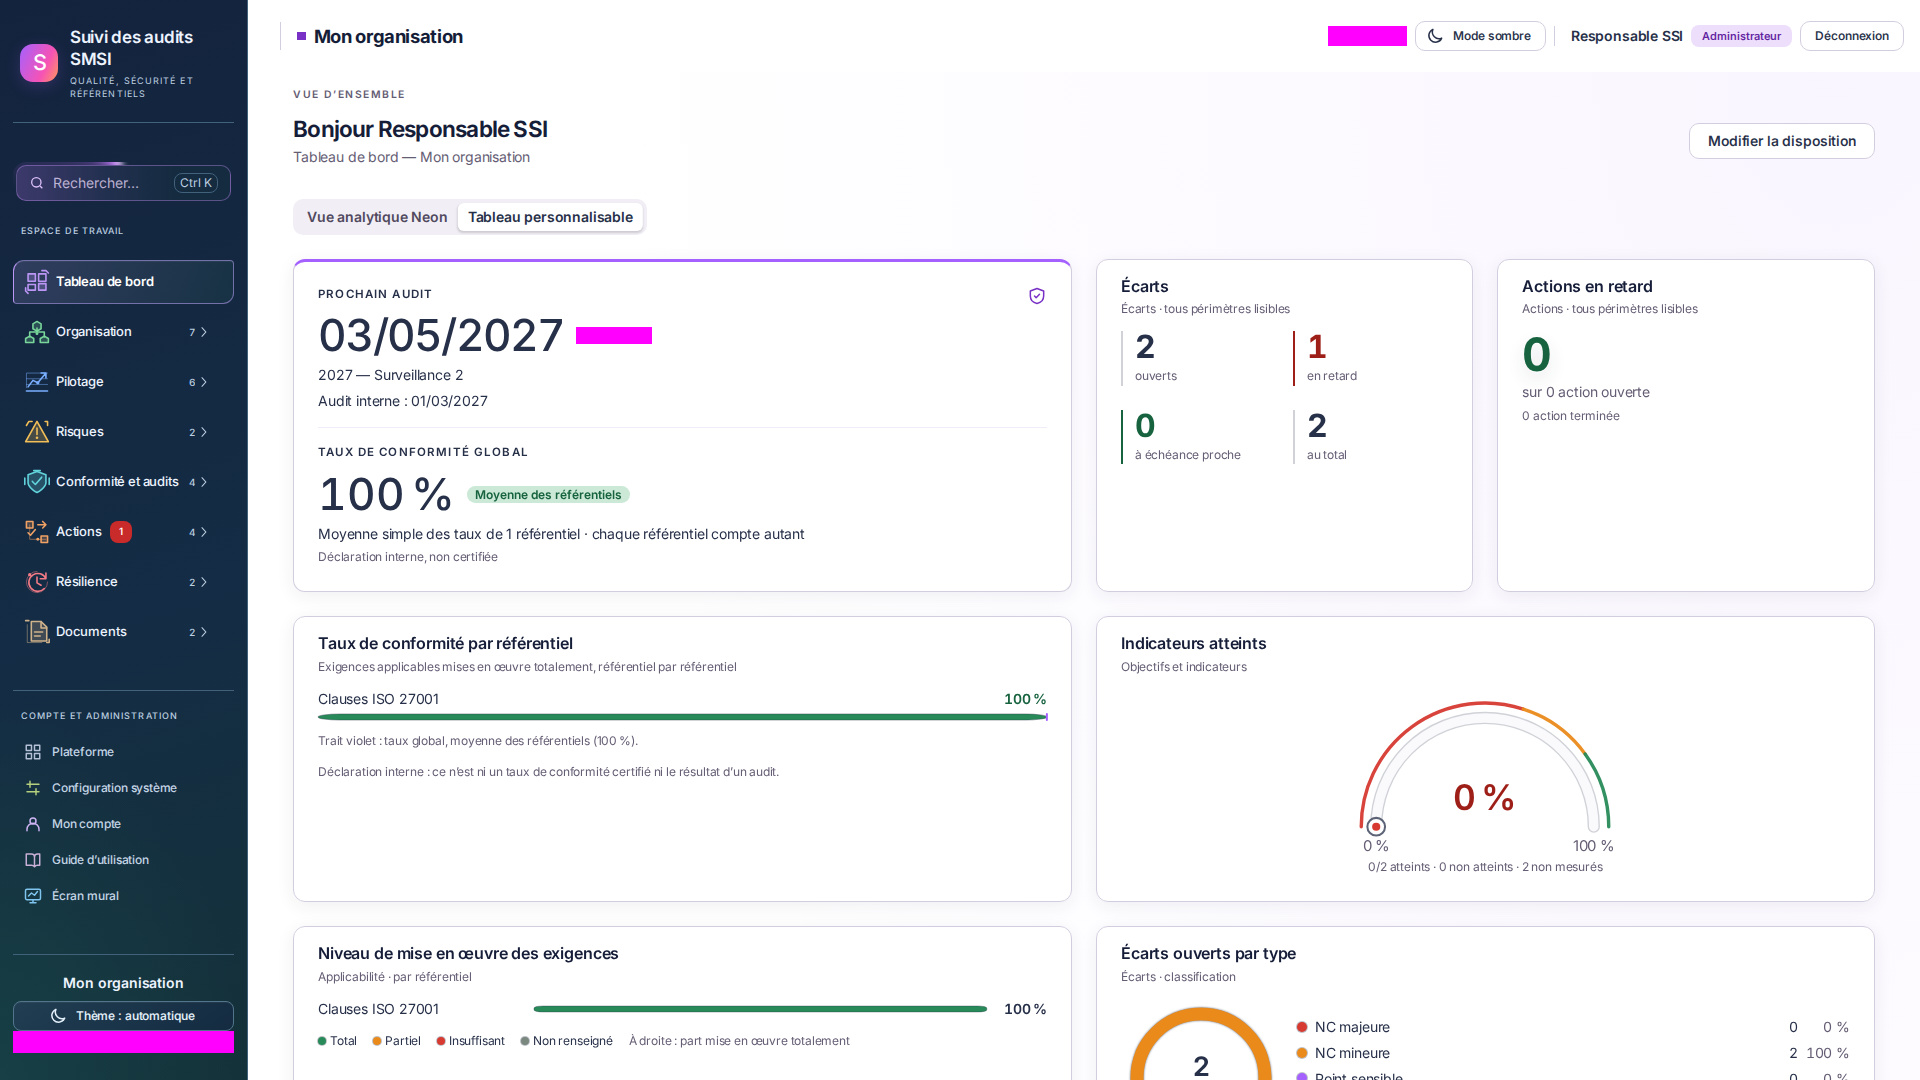 S
Suivi des audits
SMSI
QUALITÉ, SÉCURITÉ ET
RÉFÉRENTIELS
Rechercher...
Ctrl K
ESPACE DE TRAVAIL
Tableau de bord
Organisation 7
Pilotage 6
Risques 2
Conformité et audits 4
Actions 1 4
Résilience 2
Documents 2
COMPTE ET ADMINISTRATION
Plateforme
Configuration système
Mon compte
Guide d’utilisation
Écran mural
Mon organisation
Thème : automatique
Mon organisation
Mode sombre
Responsable SSI
Administrateur
Déconnexion
VUE D’ENSEMBLE
Bonjour Responsable SSI
Tableau de bord — Mon organisation
Modifier la disposition
Vue analytique Neon
Tableau personnalisable
PROCHAIN AUDIT
03/05/2027
2027 — Surveillance 2
Audit interne : 01/03/2027
TAUX DE CONFORMITÉ GLOBAL
100 % Moyenne des référentiels
Moyenne simple des taux de 1 référentiel · chaque référentiel compte autant
Déclaration interne, non certifiée
Écarts
Écarts · tous périmètres lisibles
2
ouverts
1
en retard
0
à échéance proche
2
au total
Actions en retard
Actions · tous périmètres lisibles
0
sur 0 action ouverte
0 action terminée
Taux de conformité par référentiel
Exigences applicables mises en œuvre totalement, référentiel par référentiel
Clauses ISO 27001 100 %
Trait violet : taux global, moyenne des référentiels (100 %).
Déclaration interne : ce n’est ni un taux de conformité certifié ni le résultat d’un audit.
Indicateurs atteints
Objectifs et indicateurs
0 %
0 % 100 %
0/2 atteints · 0 non atteints · 2 non mesurés
Niveau de mise en œuvre des exigences
Applicabilité · par référentiel
Clauses ISO 27001 100 %
Total Partiel Insuffisant Non renseigné À droite : part mise en œuvre totalement
Écarts ouverts par type
Écarts · classification
2
NC majeure 0 0 %
NC mineure 2 100 %
Point sensible 0 0 %